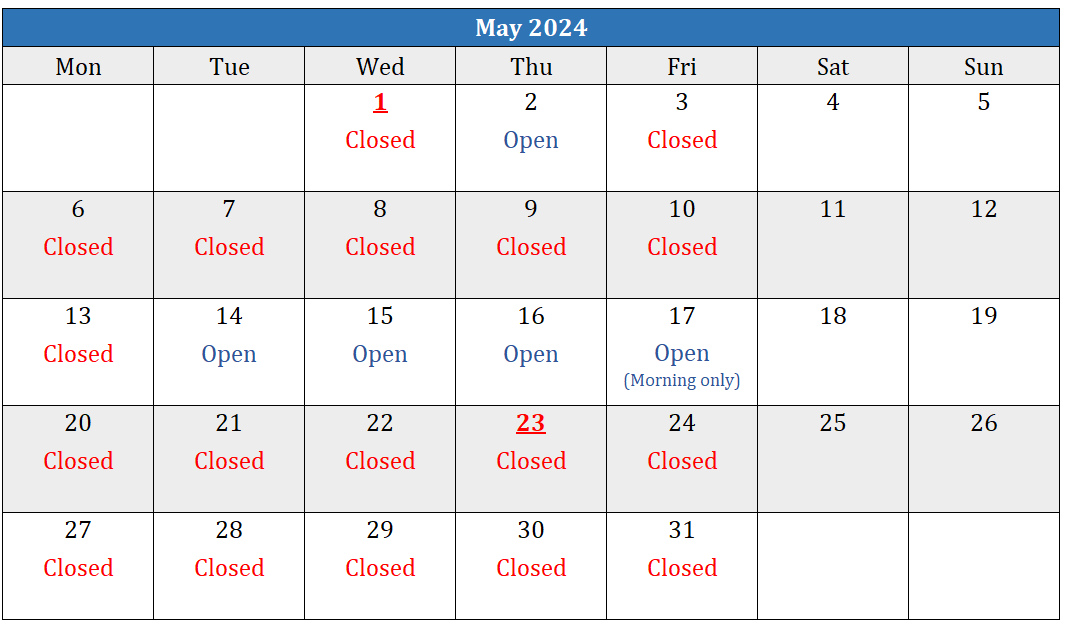 May 2024
Mon Tue Wed Thu Fri Sat Sun
1 2 3 4 5
Closed Open Closed
6 7 8 9 10 11 12
Closed Closed Closed Closed Closed
13 14 15 16 17 18 19
Closed Open Open Open Open
(Morning only)
20 21 22 23 24 25 26
Closed Closed Closed Closed Closed
27 28 29 30 31
Closed Closed Closed Closed Closed